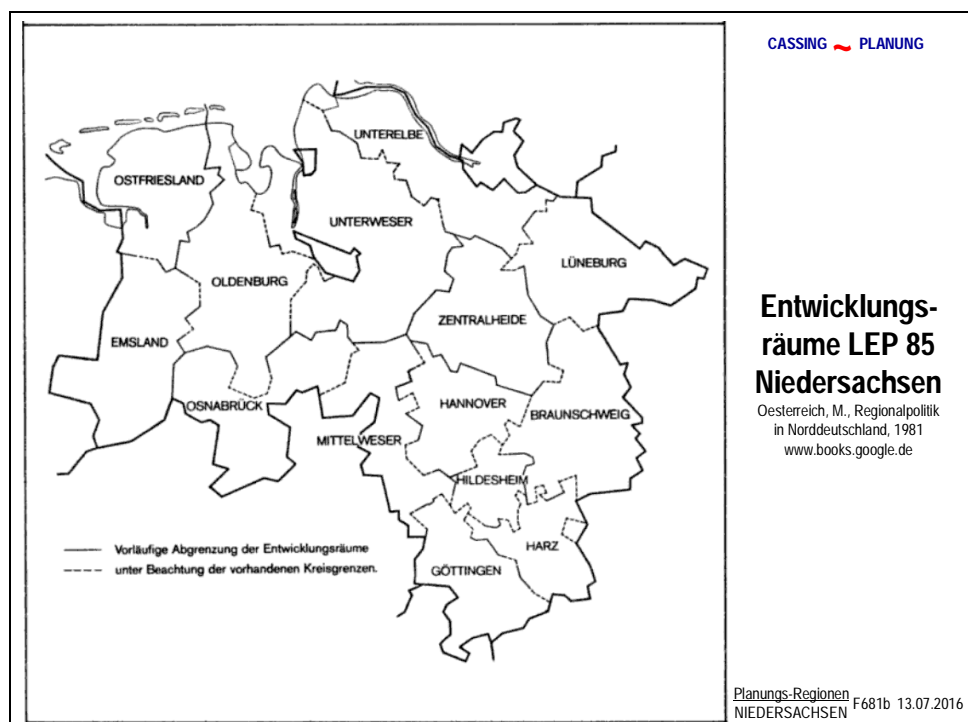 CASSING ~ PLANUNG
UNTERELBE
OSTFRIESLAND
UNTERWESER
LÜNEBURG
OLDENBURG
ZENTRALHEIDE
EMSLAND
OSNABRÜCK
HANNOVER
BRAUNSCHWEIG
MITTELWESER
HILDESHEIM
HARZ
GÖTTINGEN
Vorläufige Abgrenzung der Entwicklungsräume
unter Beachtung der vorhandenen Kreisgrenzen.
Entwicklungs-
räume LEP 85
Niedersachsen
Oesterreich, M., Regionalpolitik
in Norddeutschland, 1981
www.books.google.de
Planungs-Regionen
NIEDERSACHSEN
F681b 13.07.2016